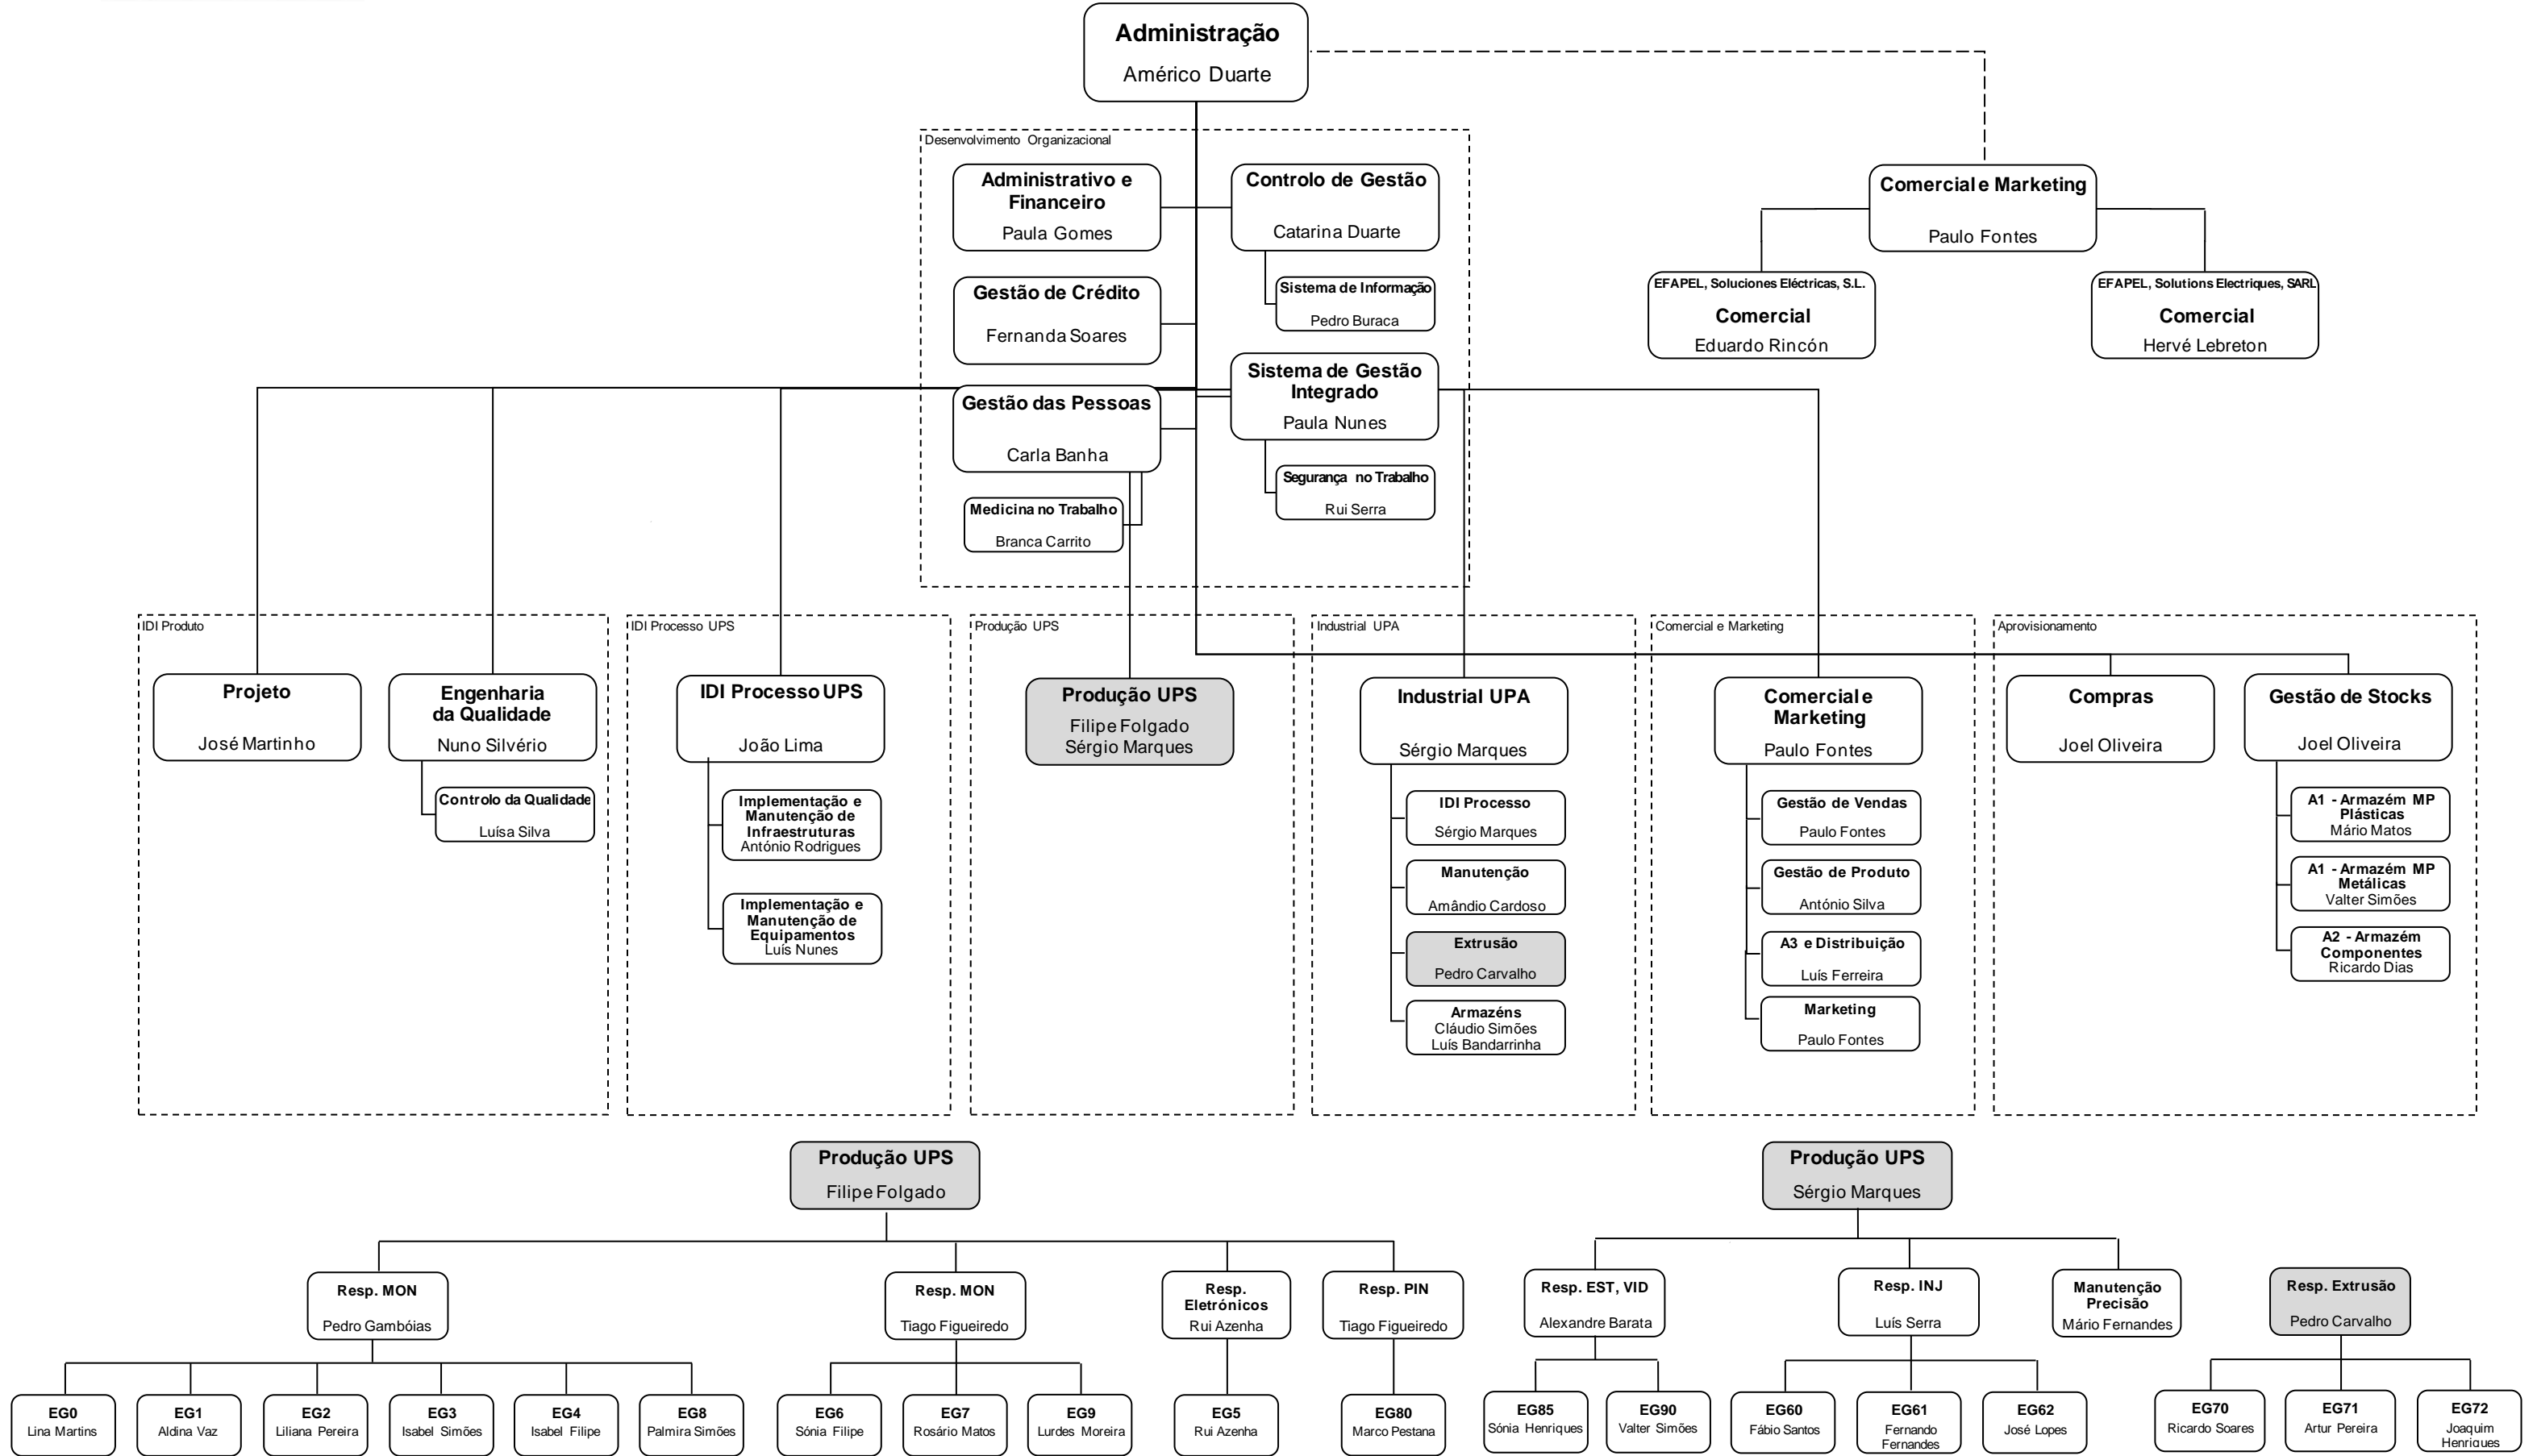 Administração
Américo Duarte
Desenvolvimento Organizacional
Administrativo e
Financeiro
Paula Gomes
Controlo de Gestão
Catarina Duarte
Comercial e Marketing
Paulo Fontes
Gestão de Crédito
Fernanda Soares
Sistema de Informação
Pedro Buraca
EFAPEL, Soluciones Eléctricas, S.L.
Comercial
Eduardo Rincón
EFAPEL, Solutions Electriques, SARL
Comercial
Hervé Lebreton
Gestão das Pessoas
Carla Banha
Sistema de Gestão
Integrado
Paula Nunes
Medicina no Trabalho
Branca Carrito
Segurança no Trabalho
Rui Serra
IDI Produto
IDI Processo UPS
Produção UPS
Industrial UPA
Comercial e Marketing
Aprovisionamento
Projeto
José Martinho
Engenharia
da Qualidade
Nuno Silvério
Controlo da Qualidade
Luísa Silva
IDI Processo UPS
João Lima
Implementação e
Manutenção de
Infraestruturas
António Rodrigues
Implementação e
Manutenção de
Equipamentos
Luís Nunes
Produção UPS
Filipe Folgado
Sérgio Marques
Industrial UPA
Sérgio Marques
IDI Processo
Sérgio Marques
Manutenção
Amândio Cardoso
Extrusão
Pedro Carvalho
Armazéns
Cláudio Simões
Luís Bandarrinha
Comercial e
Marketing
Paulo Fontes
Gestão de Vendas
Paulo Fontes
Gestão de Produto
António Silva
A3 e Distribuição
Luís Ferreira
Marketing
Paulo Fontes
Compras
Joel Oliveira
Gestão de Stocks
Joel Oliveira
A1 - Armazém MP
Plásticas
Mário Matos
A1 - Armazém MP
Metálicas
Valter Simões
A2 - Armazém
Componentes
Ricardo Dias
Produção UPS
Filipe Folgado
Produção UPS
Sérgio Marques
Resp. MON
Pedro Gambóias
Resp. MON
Tiago Figueiredo
Resp.
Eletrónicos
Rui Azenha
Resp. PIN
Tiago Figueiredo
Resp. EST, VID
Alexandre Barata
Resp. INJ
Luís Serra
Manutenção
Precisão
Mário Fernandes
Resp. Extrusão
Pedro Carvalho
EG0
Lina Martins
EG1
Aldina Vaz
EG2
Liliana Pereira
EG3
Isabel Simões
EG4
Isabel Filipe
EG8
Palmira Simões
EG6
Sónia Filipe
EG7
Rosário Matos
EG9
Lurdes Moreira
EG5
Rui Azenha
EG80
Marco Pestana
EG85
Sónia Henriques
EG90
Valter Simões
EG60
Fábio Santos
EG61
Fernando
Fernandes
EG62
José Lopes
EG70
Ricardo Soares
EG71
Artur Pereira
EG72
Joaquim
Henriques